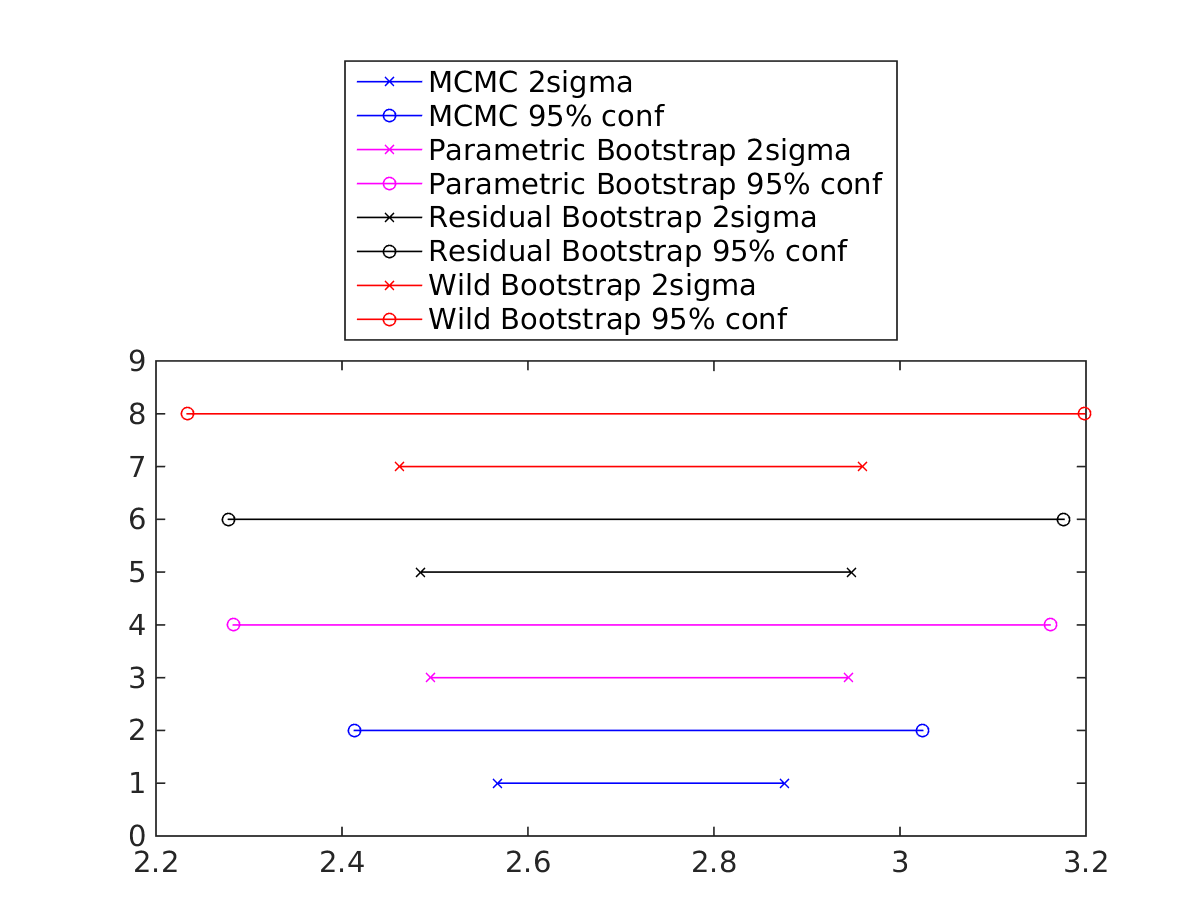 MCMC 2sigma
MCMC 95% conf
Parametric Bootstrap 2sigma
Parametric Bootstrap 95% conf
Residual Bootstrap 2sigma
Residual Bootstrap 95% conf
Wild Bootstrap 2sigma
Wild Bootstrap 95% conf
9
8
7
6
5
4
3
2
1
0
2.2 2.4 2.6 2.8 3 3.2